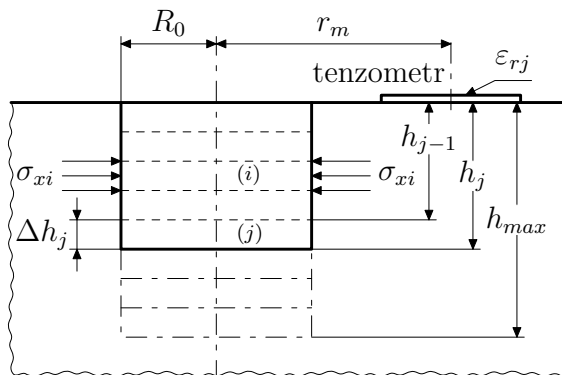 R₀
rₘ
εᵣⱼ
tenzometr
hⱼ₋₁
hⱼ
hₘₐₓ
σₓᵢ
(i)
σₓᵢ
Δhⱼ
(j)